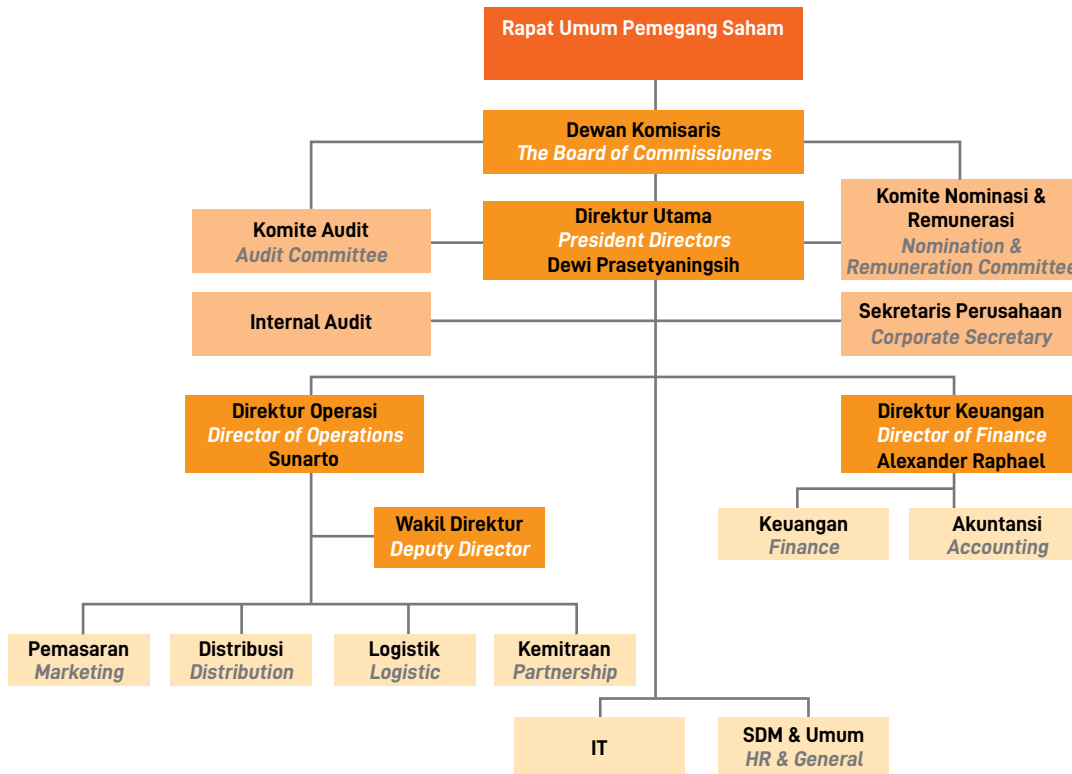 Rapat Umum Pemegang Saham
Dewan Komisaris
The Board of Commissioners
Komite Audit
Audit Committee
Direktur Utama
President Directors
Dewi Prasetyaningsih
Komite Nominasi &
Remunerasi
Nomination &
Remuneration Committee
Internal Audit
Sekretaris Perusahaan
Corporate Secretary
Direktur Operasi
Director of Operations
Sunarto
Direktur Keuangan
Director of Finance
Alexander Raphael
Wakil Direktur
Deputy Director
Keuangan
Finance
Akuntansi
Accounting
Pemasaran
Marketing
Distribusi
Distribution
Logistik
Logistic
Kemitraan
Partnership
IT
SDM & Umum
HR & General